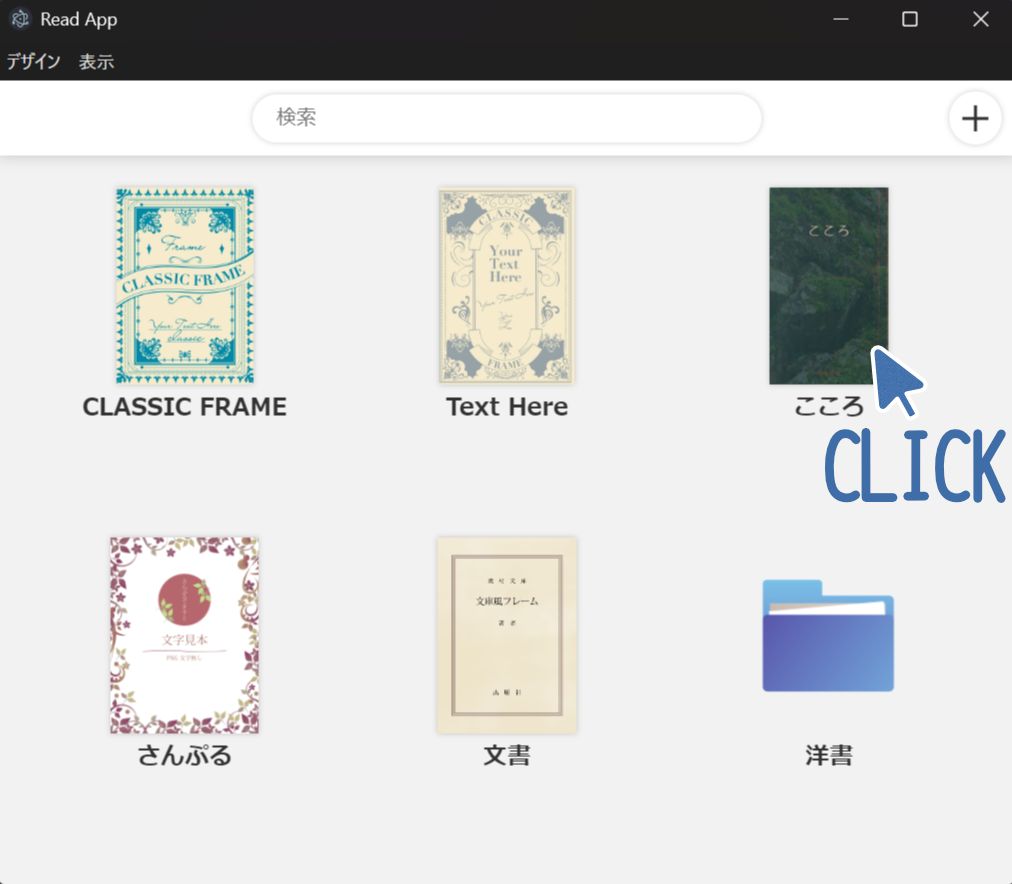 Read App
デザイン 表示
検索
Frame
CLASSIC FRAME
Your Text Here
classic
CLASSIC FRAME
CLASSIC
Your
Text
Here
Your Text Here
FRAME
Text Here
こころ
こころ
CLICK
文字見本
さんぷる
文庫風フレーム
著者
文書
洋書